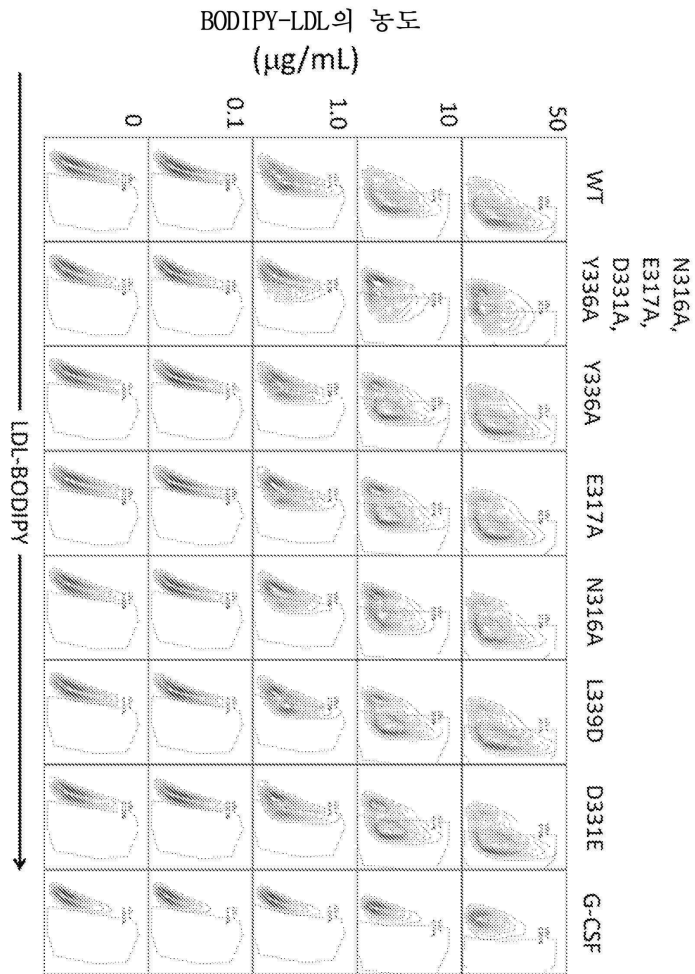 BODIPY-LDL의 농도
(μg/mL)
0
0.1
1.0
10
50
WT
N316A,
E317A,
D331A,
Y336A
Y336A
E317A
N316A
L339D
D331E
G-CSF
LDL-BODIPY